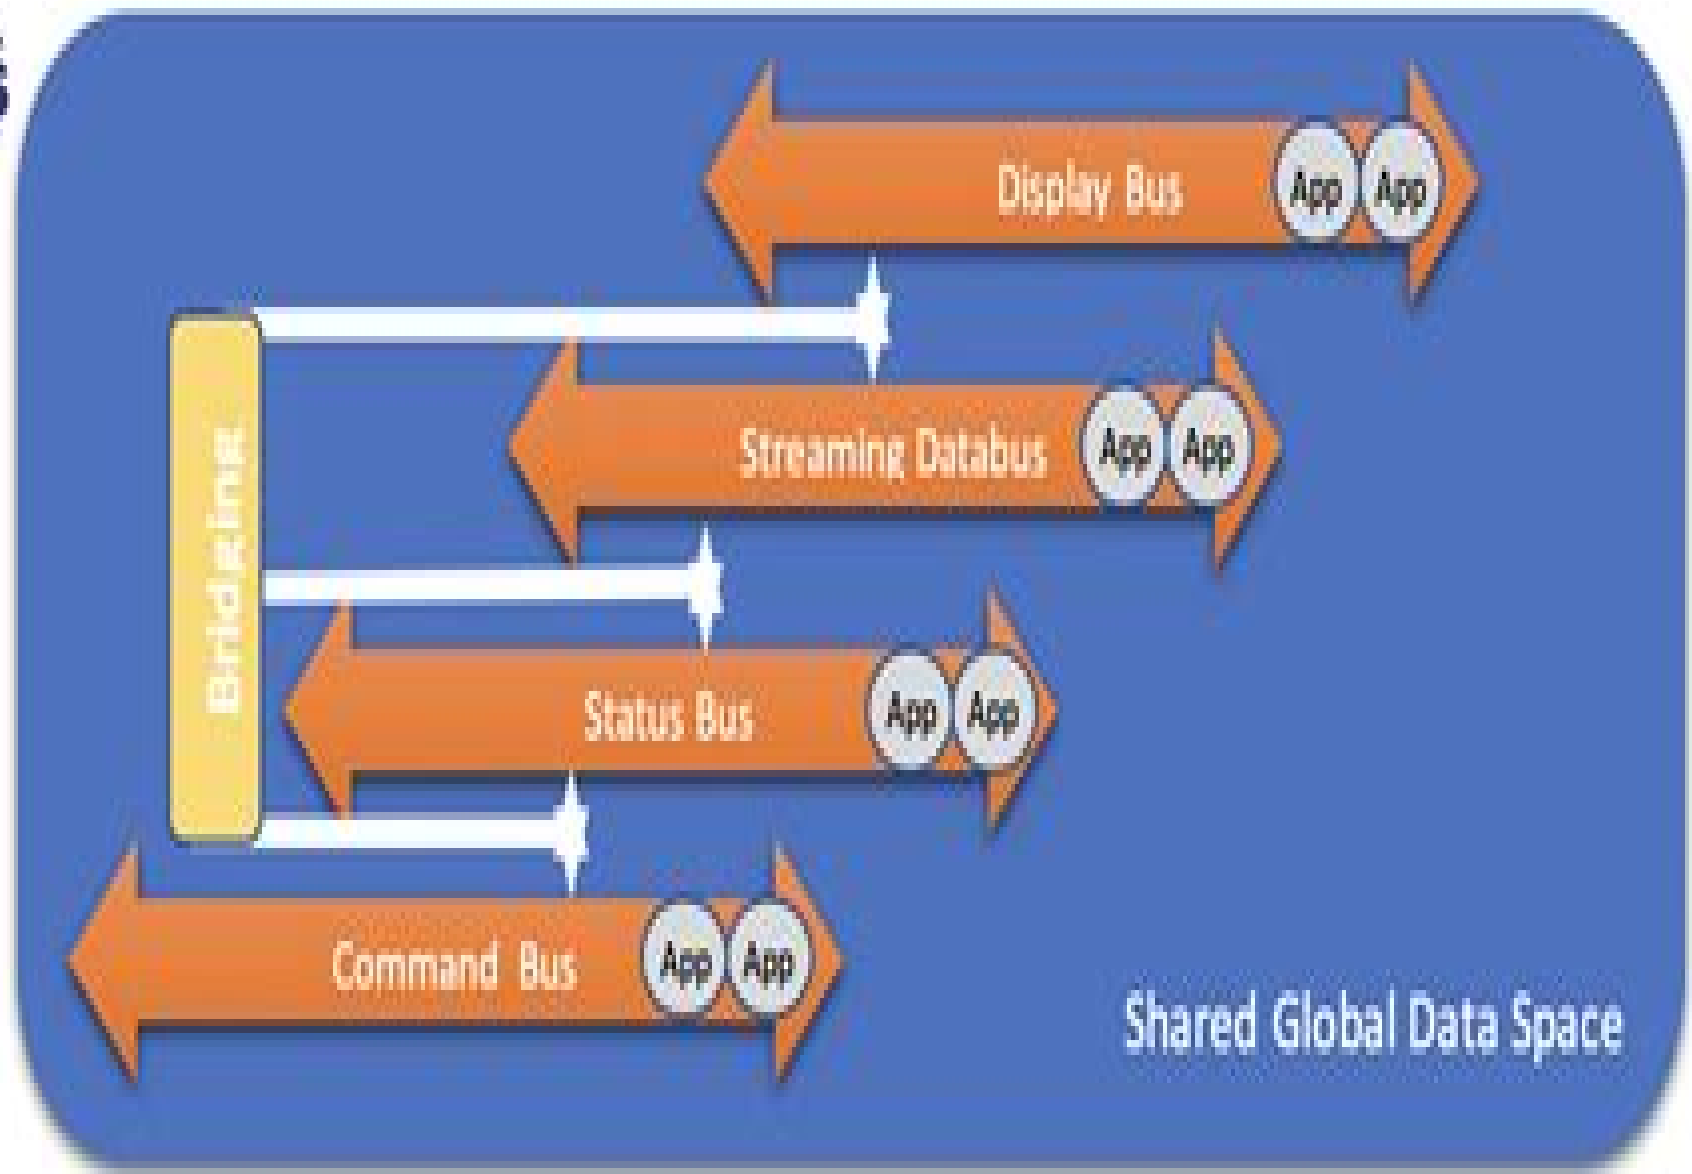 Display Bus
App App
Streaming Databus
App App
Bridging
Status Bus
App App
Command Bus
App App
Shared Global Data Space